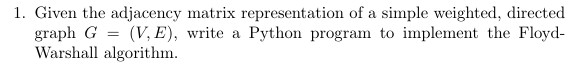 1. Given the adjacency matrix representation of a simple weighted, directed
graph G = (V, E), write a Python program to implement the Floyd-
Warshall algorithm.